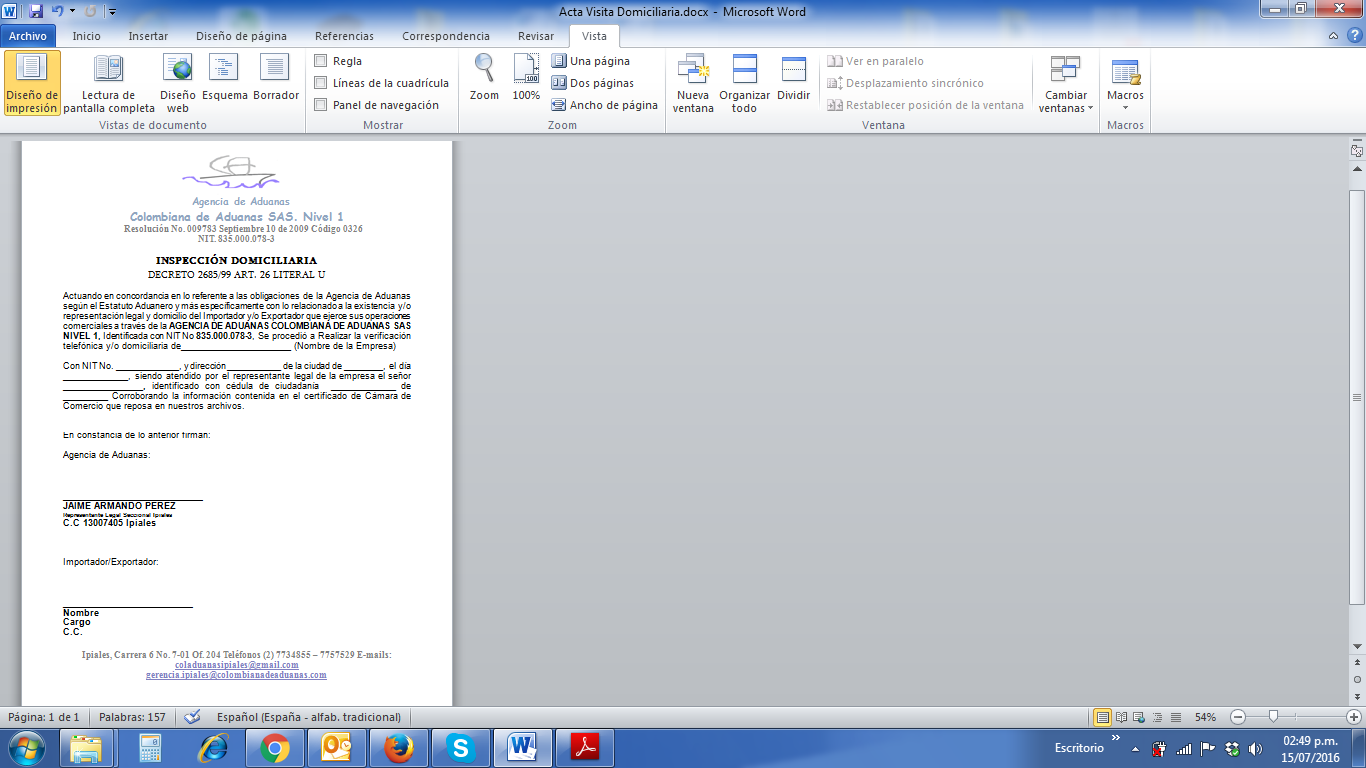 Acta Visita Domiciliaria.docx - Microsoft Word
Archivo Inicio Insertar Diseño de página Referencias Correspondencia Revisar Vista
Diseño de impresión
Lectura de pantalla completa
Diseño web
Esquema
Borrador
Vistas de documento
Regla
Líneas de la cuadrícula
Panel de navegación
Mostrar
Zoom
100%
Una página
Dos páginas
Ancho de página
Zoom
Nueva ventana
Organizar todo
Dividir
Ver en paralelo
Desplazamiento sincrónico
Restablecer posición de la ventana
Ventana
Cambiar ventanas
Macros
Macros
Agencia de Aduanas
Colombiana de Aduanas SAS. Nivel 1
Resolución No. 009783 Septiembre 10 de 2009 Código 0326
NIT. 835.000.078-3
INSPECCIÓN DOMICILIARIA
DECRETO 2685/99 ART. 26 LITERAL U
Actuando en concordancia en lo referente a las obligaciones de la Agencia de Aduanas
según el Estatuto Aduanero y más específicamente con lo relacionado a la existencia y/o
representación legal y domicilio del Importador y/o Exportador que ejerce sus operaciones
comerciales a través de la AGENCIA DE ADUANAS COLOMBIANA DE ADUANAS SAS
NIVEL 1, Identificada con NIT No 835.000.078-3, Se procedió a Realizar la verificación
telefónica y/o domiciliaria de______________________ (Nombre de la Empresa)
Con NIT No. _____________, y dirección___________ de la ciudad de ________, el día
_____________, siendo atendido por el representante legal de la empresa el señor
________________, identificado con cédula de ciudadanía _____________ de
_________ Corroborando la información contenida en el certificado de Cámara de
Comercio que reposa en nuestros archivos.
En constancia de lo anterior firman:
Agencia de Aduanas:
____________________________
JAIME ARMANDO PEREZ
Representante Legal Seccional Ipiales
C.C 13007405 Ipiales
Importador/Exportador:
__________________________
Nombre
Cargo
C.C.
Ipiales, Carrera 6 No. 7-01 Of. 204 Teléfonos (2) 7734855 – 7757529 E-mails:
coladuanasipiales@gmail.com
gerencia.ipiales@colombianadeaduanas.com
Página: 1 de 1 Palabras: 157 Español (España - alfab. tradicional) 54%
Escritorio
02:49 p.m.
15/07/2016